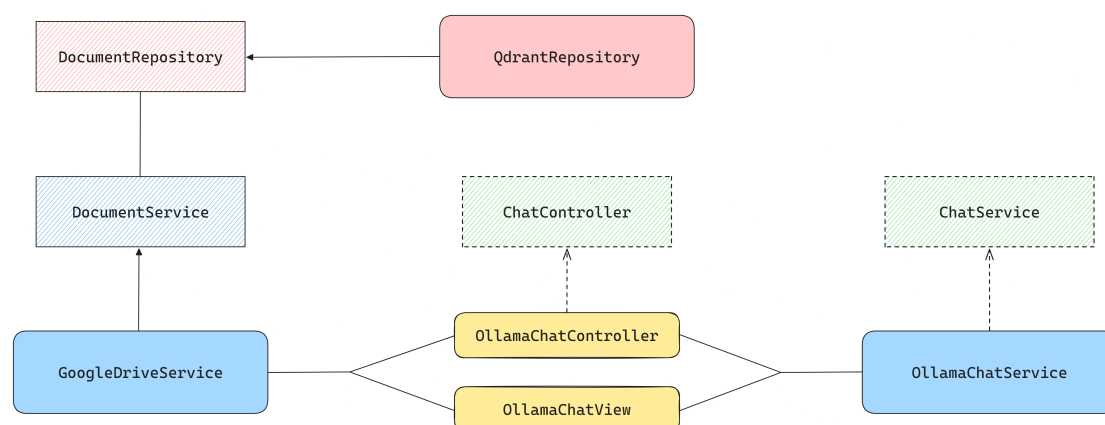 DocumentRepository
QdrantRepository
DocumentService
ChatController
ChatService
OllamaChatController
GoogleDriveService
OllamaChatService
OllamaChatView